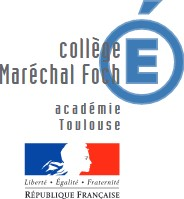 collège
Maréchal Foch
É
académie
Toulouse
Liberté • Égalité • Fraternité
RÉPUBLIQUE FRANÇAISE